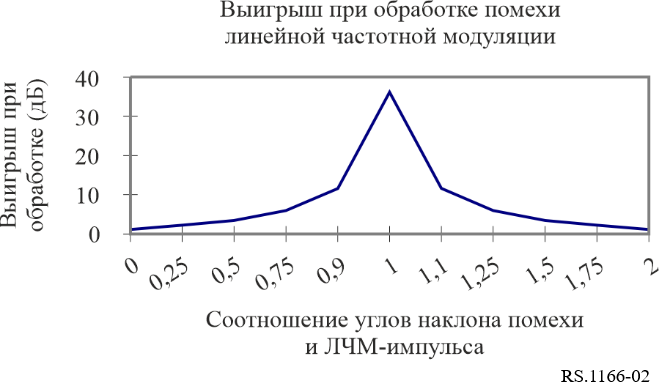 Выигрыш при обработке помехи
линейной частотной модуляции
Выигрыш при
обработке (дБ)
40
30
20
10
0
0
0,25
0,5
0,75
0,9
1
1,1
1,25
1,5
1,75
2
Соотношение углов наклона помехи
и ЛЧМ-импульса
RS.1166-02